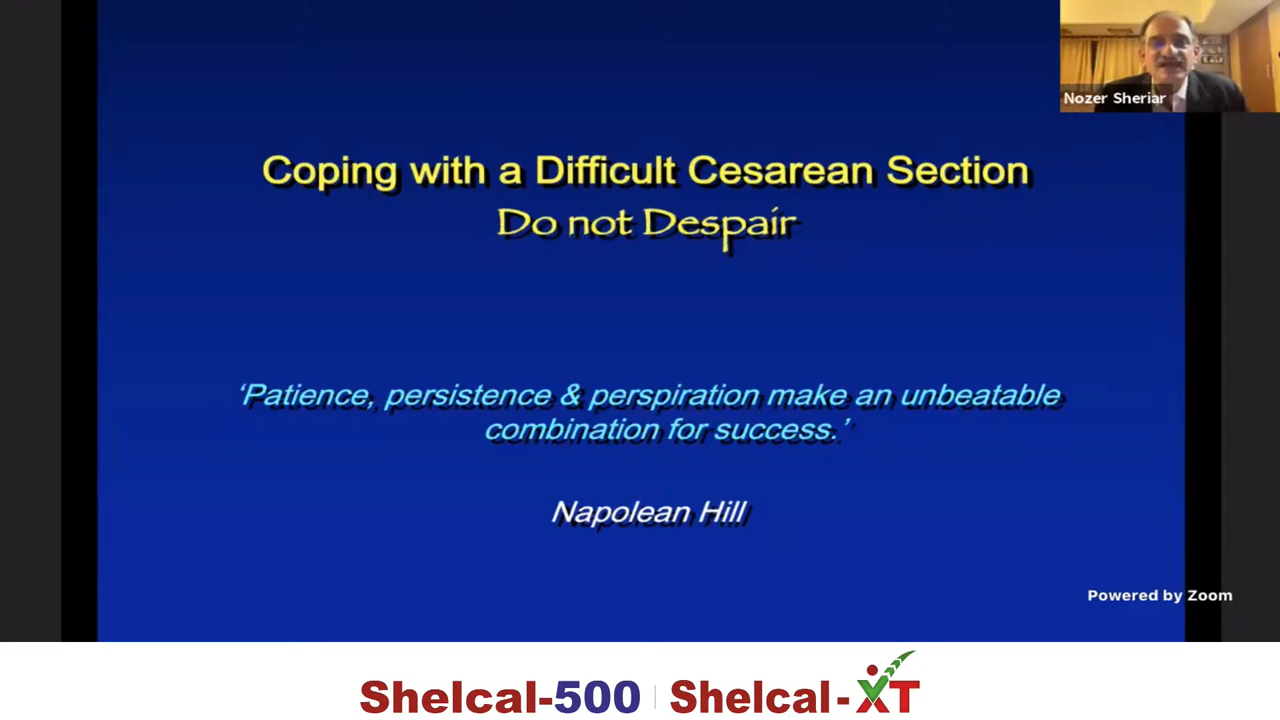 Nozer Sheriar
Coping with a Difficult Cesarean Section
Do not Despair
‘Patience, persistence & perspiration make an unbeatable
combination for success.’
Napolean Hill
Powered by Zoom
Shelcal-500 Shelcal-XT